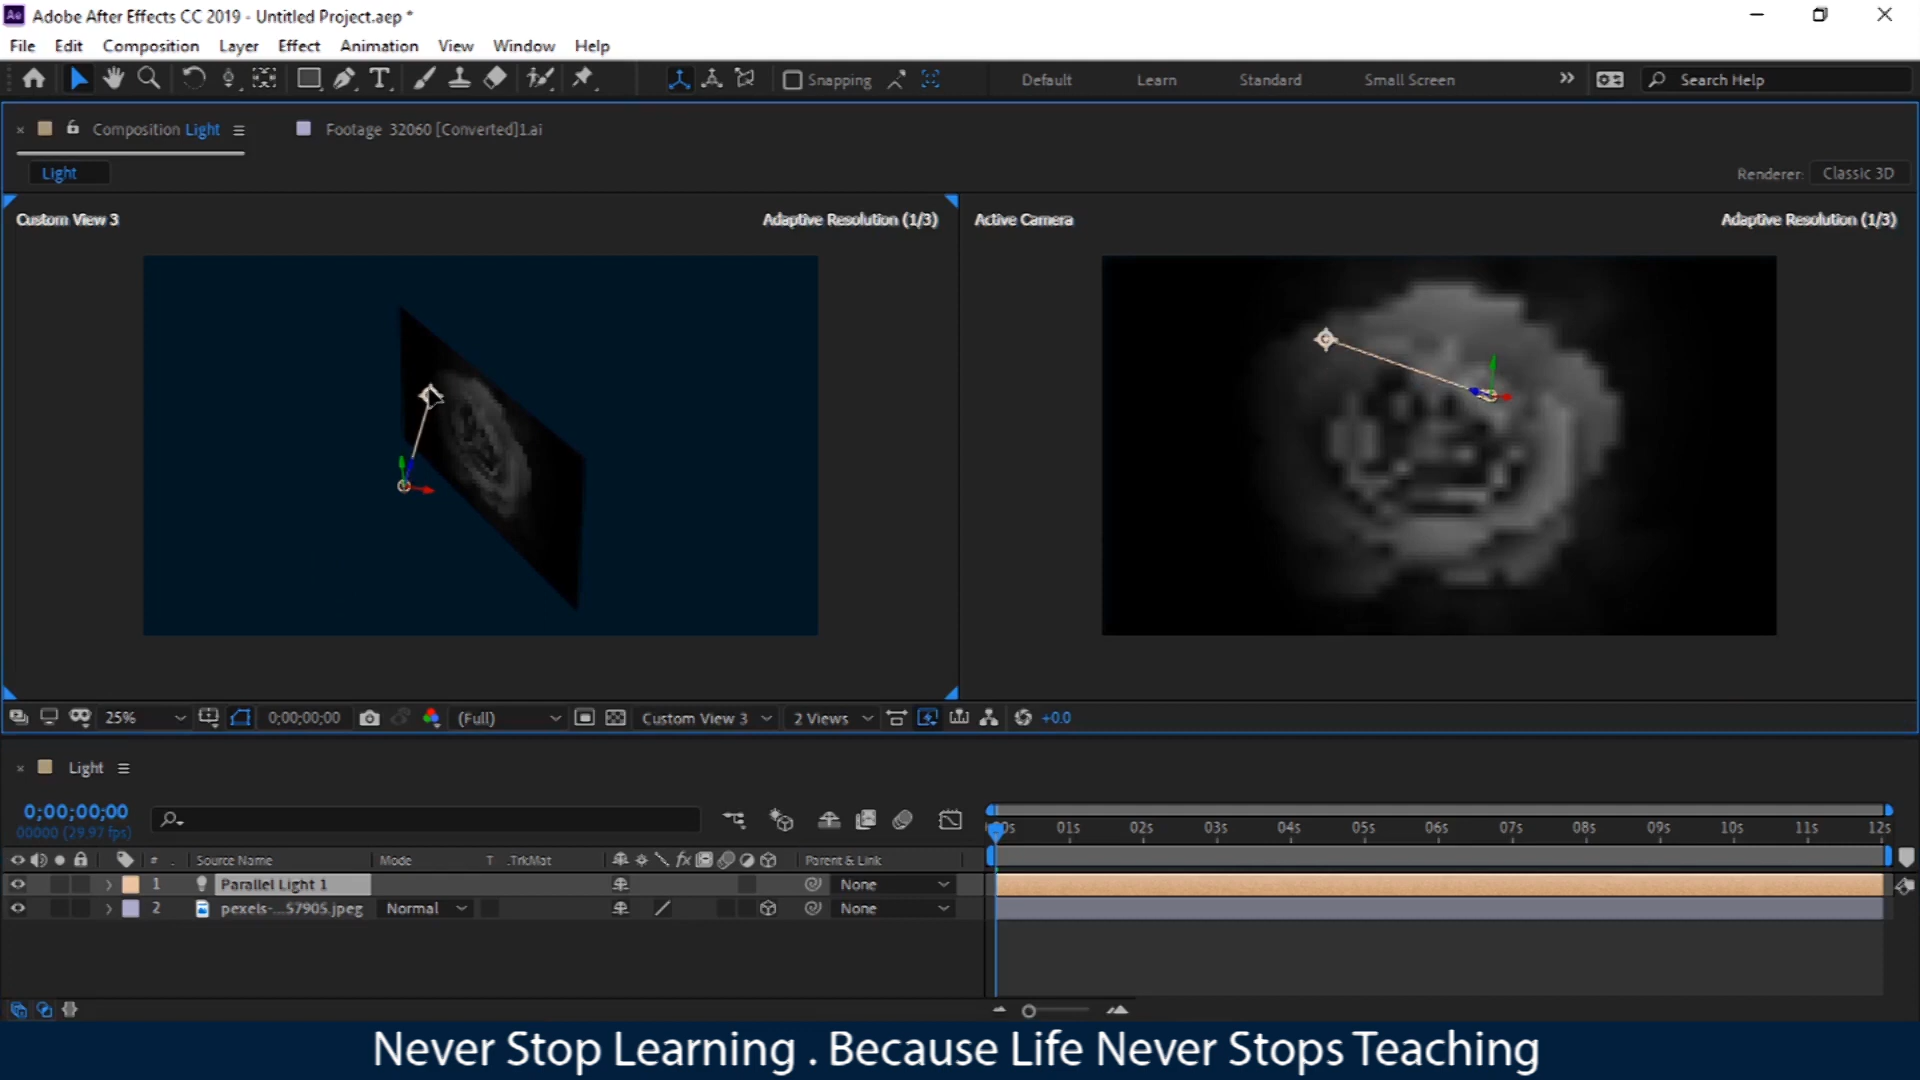 Ae Adobe After Effects CC 2019 - Untitled Project.aep *
File Edit Composition Layer Effect Animation View Window Help
T Snapping Default Learn Standard Small Screen Search Help
Composition Light Footage 32060 [Converted]1.ai
Light Renderer: Classic 3D
Custom View 3 Adaptive Resolution (1/3) Active Camera Adaptive Resolution (1/3)
25% 0;00;00;00 (Full) Custom View 3 2 Views +0.0
Light
0;00;00;00
00000 (29.97 fps)
01s 02s 03s 04s 05s 06s 07s 08s 09s 10s 11s 12s
# Source Name Mode T .TrkMat fx Parent & Link
1 Parallel Light 1 None
2 pexels-...57905.jpeg Normal None
Never Stop Learning . Because Life Never Stops Teaching